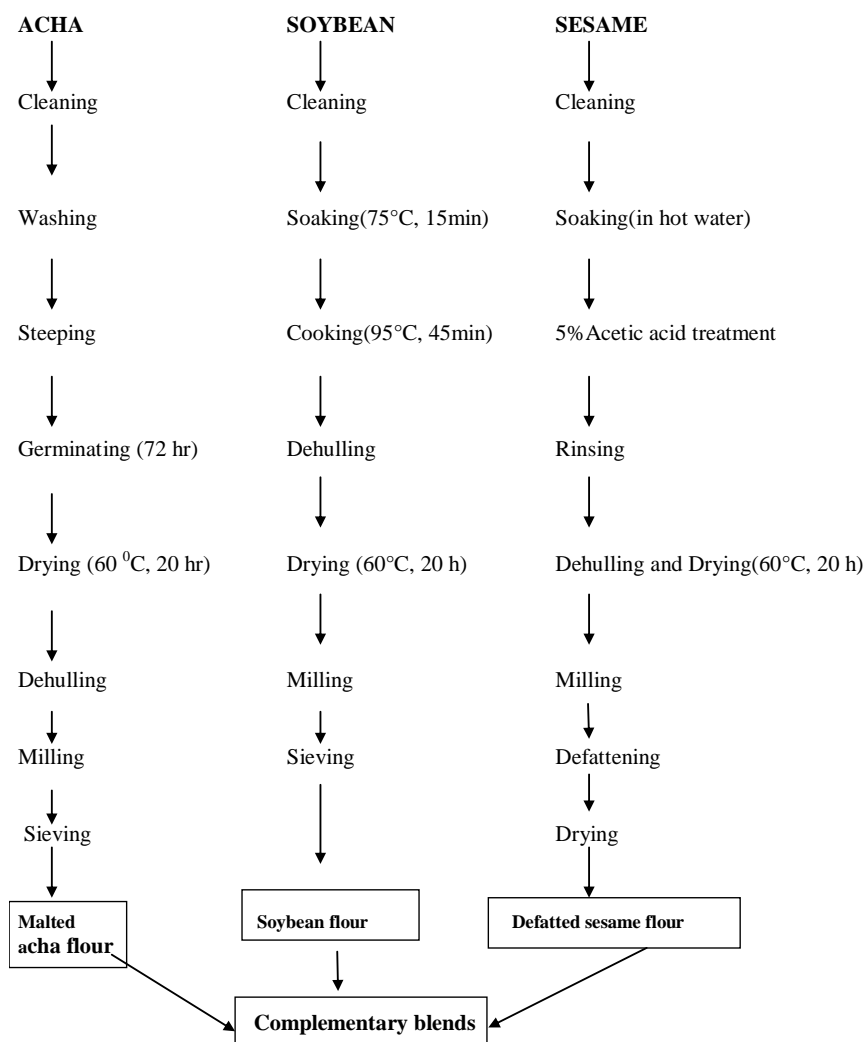 ACHA SOYBEAN SESAME
Cleaning Cleaning Cleaning
Washing Soaking(75°C, 15min) Soaking(in hot water)
Steeping Cooking(95°C, 45min) 5%Acetic acid treatment
Germinating (72 hr) Dehulling Rinsing
Drying (60 ⁰C, 20 hr) Drying (60°C, 20 h) Dehulling and Drying(60°C, 20 h)
Dehulling Milling Milling
Milling Sieving Defattening
Sieving Drying
Malted Soybean flour Defatted sesame flour
acha flour
Complementary blends